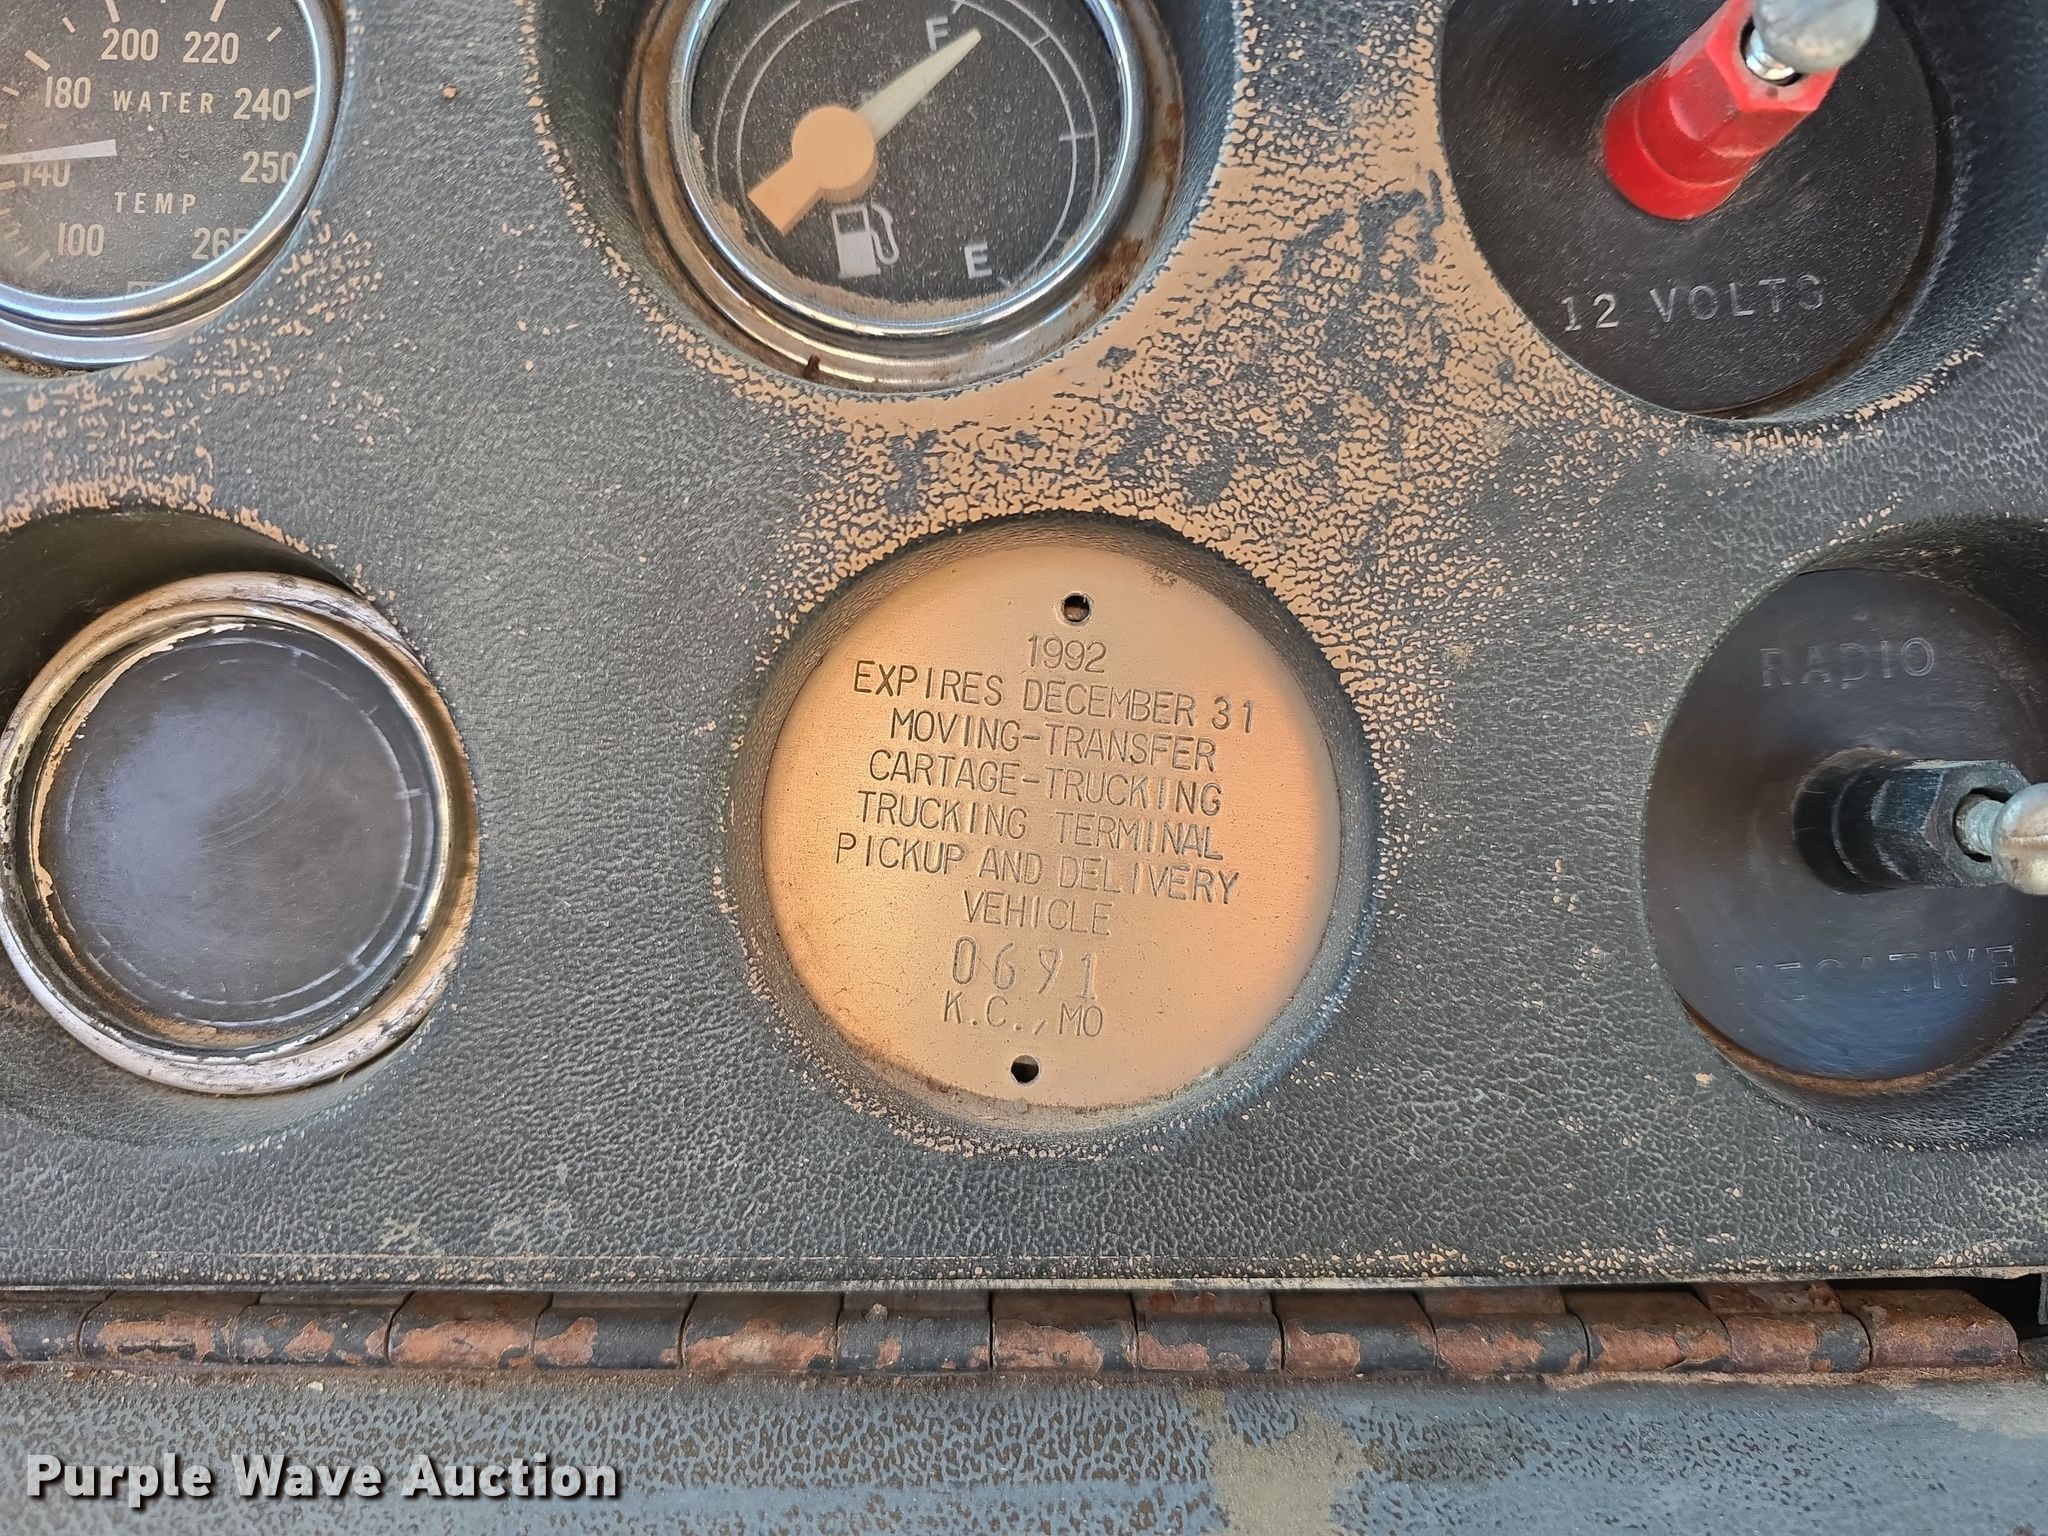 200 220
180 WATER 240
140 250
TEMP
100
F
E
12 VOLTS
1992
EXPIRES DECEMBER 31
MOVING-TRANSFER
CARTAGE-TRUCKING
TRUCKING TERMINAL
PICKUP AND DELIVERY
VEHICLE
0691
K.C., MO
RADIO
NEGATIVE
Purple Wave Auction